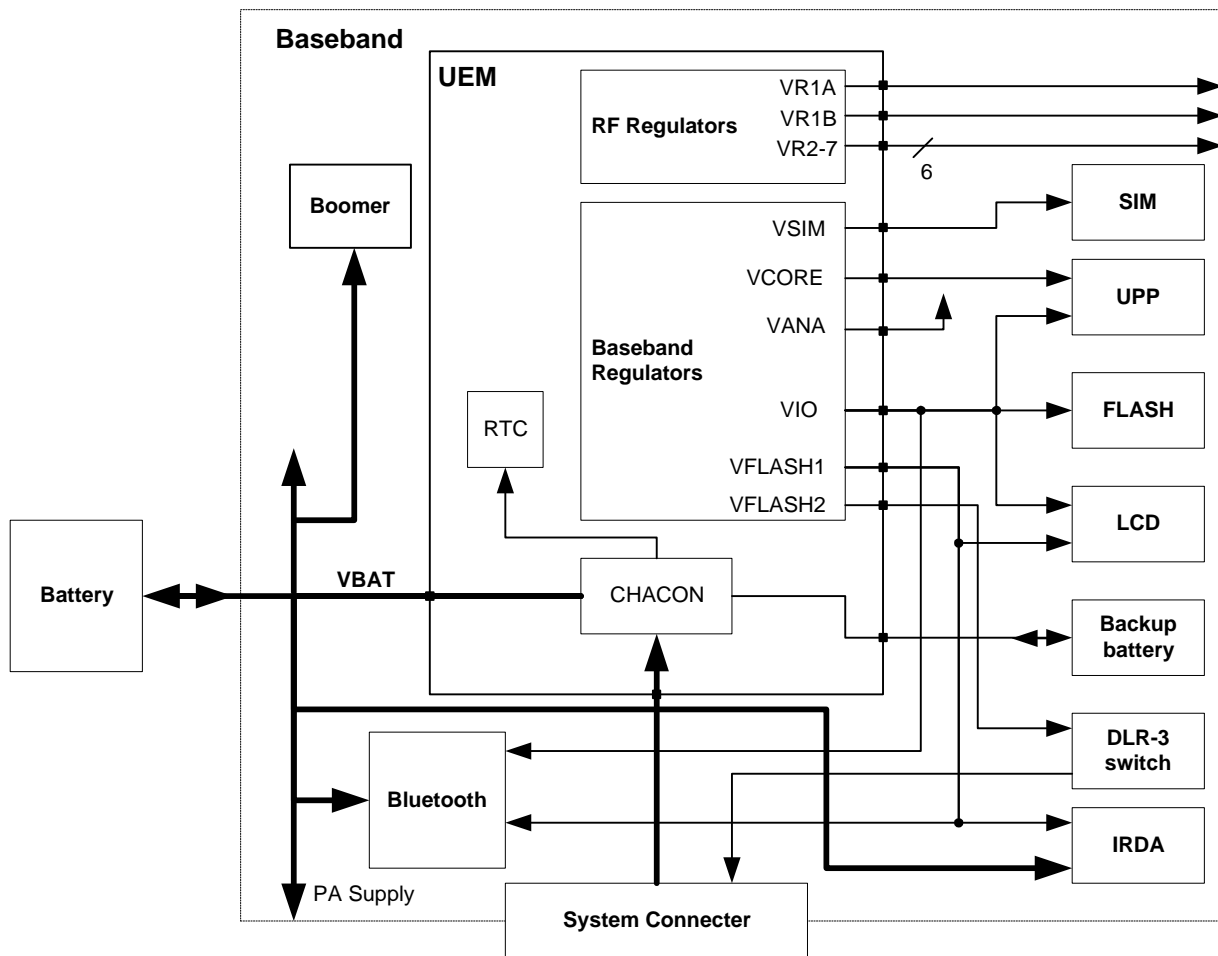 Baseband
UEM
RF Regulators
VR1A
VR1B
VR2-7
6
Boomer
SIM
VSIM
VCORE
UPP
VANA
Baseband
Regulators
VIO
FLASH
RTC
VFLASH1
VFLASH2
LCD
Battery
VBAT
CHACON
Backup
battery
DLR-3
switch
Bluetooth
IRDA
PA Supply
System Connecter